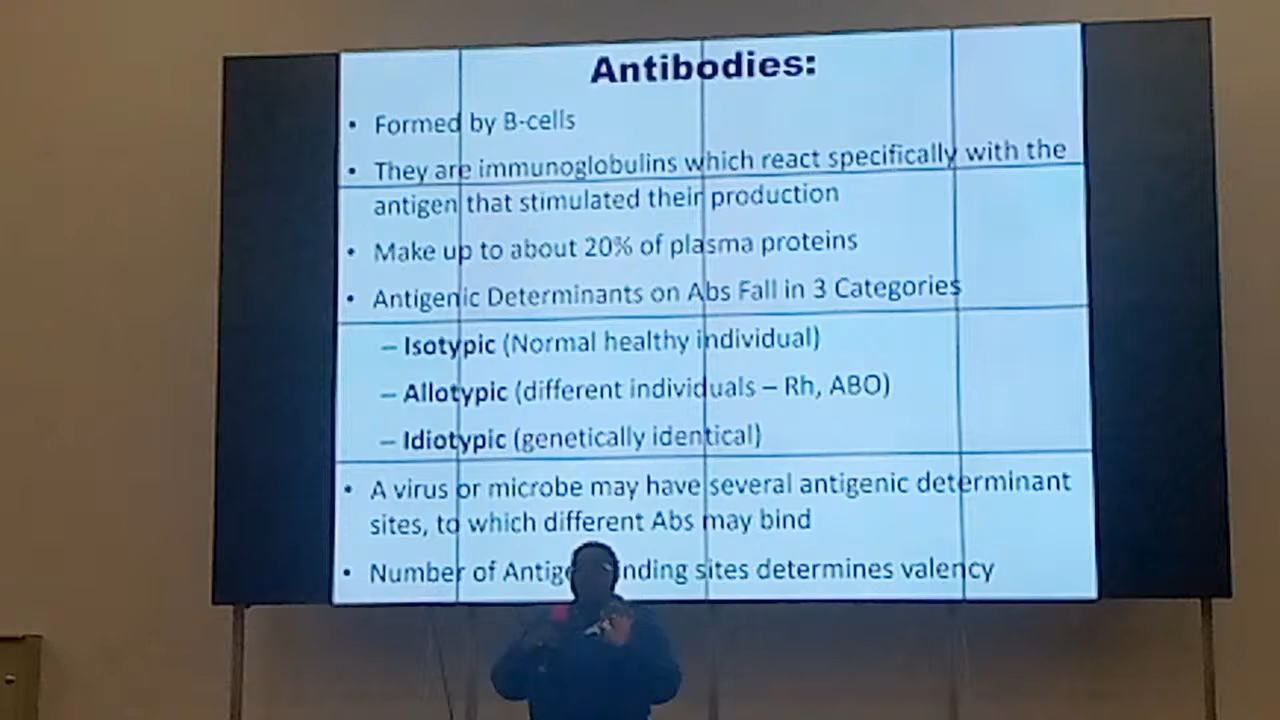 Antibodies:
• Formed by B-cells
• They are immunoglobulins which react specifically with the
antigen that stimulated their production
• Make up to about 20% of plasma proteins
• Antigenic Determinants on Abs Fall in 3 Categories
– Isotypic (Normal healthy individual)
– Allotypic (different individuals – Rh, ABO)
– Idiotypic (genetically identical)
• A virus or microbe may have several antigenic determinant
sites, to which different Abs may bind
• Number of sites determines valency